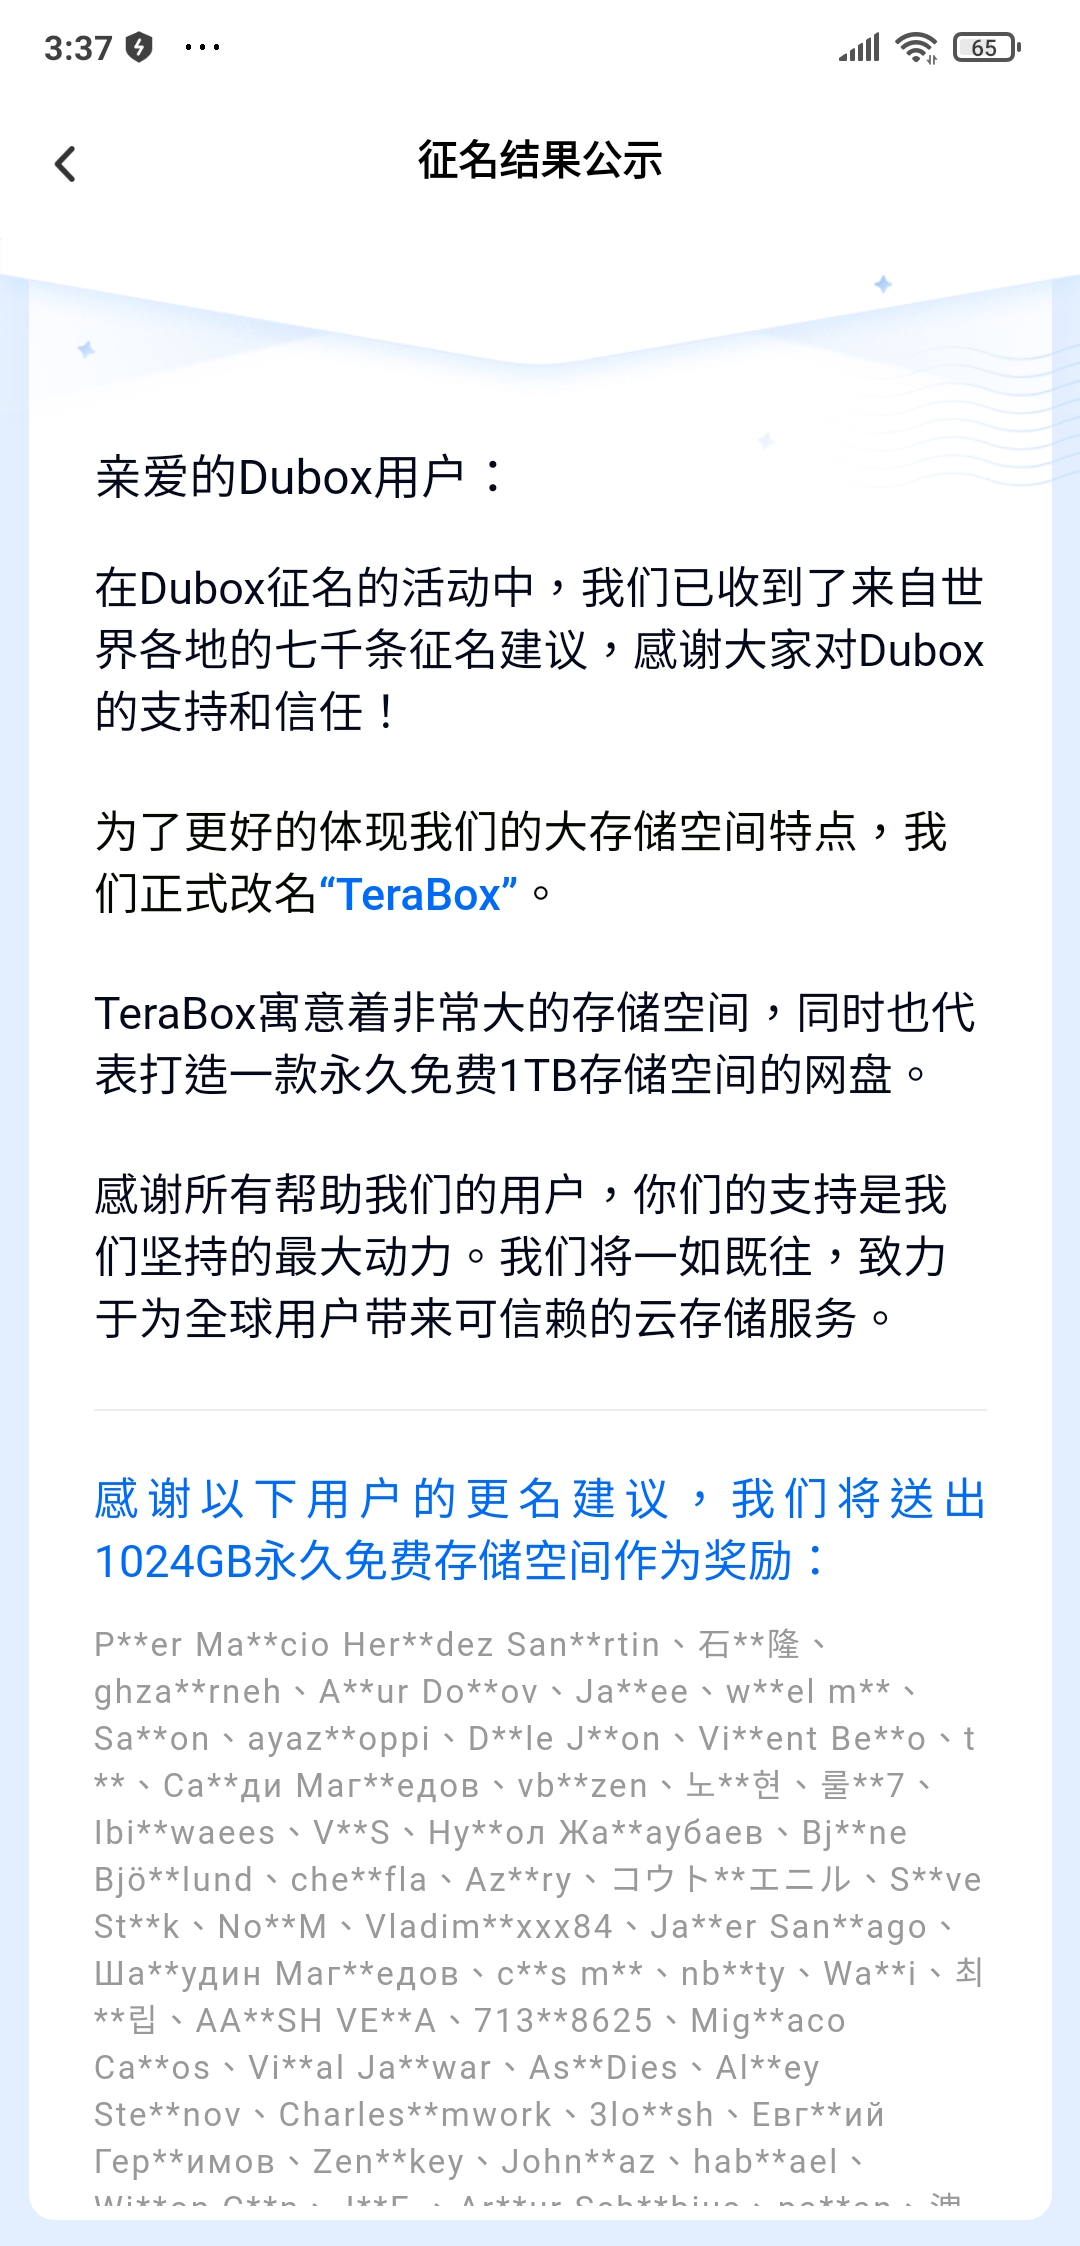 3:37
65
征名结果公示
亲爱的Dubox用户：
在Dubox征名的活动中，我们已收到了来自世
界各地的七千条征名建议，感谢大家对Dubox
的支持和信任！
为了更好的体现我们的大存储空间特点，我
们正式改名“TeraBox”。
TeraBox寓意着非常大的存储空间，同时也代
表打造一款永久免费1TB存储空间的网盘。
感谢所有帮助我们的用户，你们的支持是我
们坚持的最大动力。我们将一如既往，致力
于为全球用户带来可信赖的云存储服务。
感谢以下用户的更名建议，我们将送出
1024GB永久免费存储空间作为奖励：
P**er Ma**cio Her**dez San**rtin、石**隆、
ghza**rneh、A**ur Do**ov、Ja**ee、w**el m**、
Sa**on、ayaz**oppi、D**le J**on、Vi**ent Be**o、t
**、Са**ди Маг**едов、vb**zen、노**현、룰**7、
Ibi**waees、V**S、Ну**ол Жа**аубаев、Bj**ne
Bjö**lund、che**fla、Az**ry、コウト**エニル、S**ve
St**k、No**M、Vladim**xxx84、Ja**er San**ago、
Ша**удин Маг**едов、c**s m**、nb**ty、Wa**i、최
**립、AA**SH VE**A、713**8625、Mig**aco
Ca**os、Vi**al Ja**war、As**Dies、Al**ey
Ste**nov、Charles**mwork、3lo**sh、Евг**ий
Гер**имов、Zen**key、John**az、hab**ael、